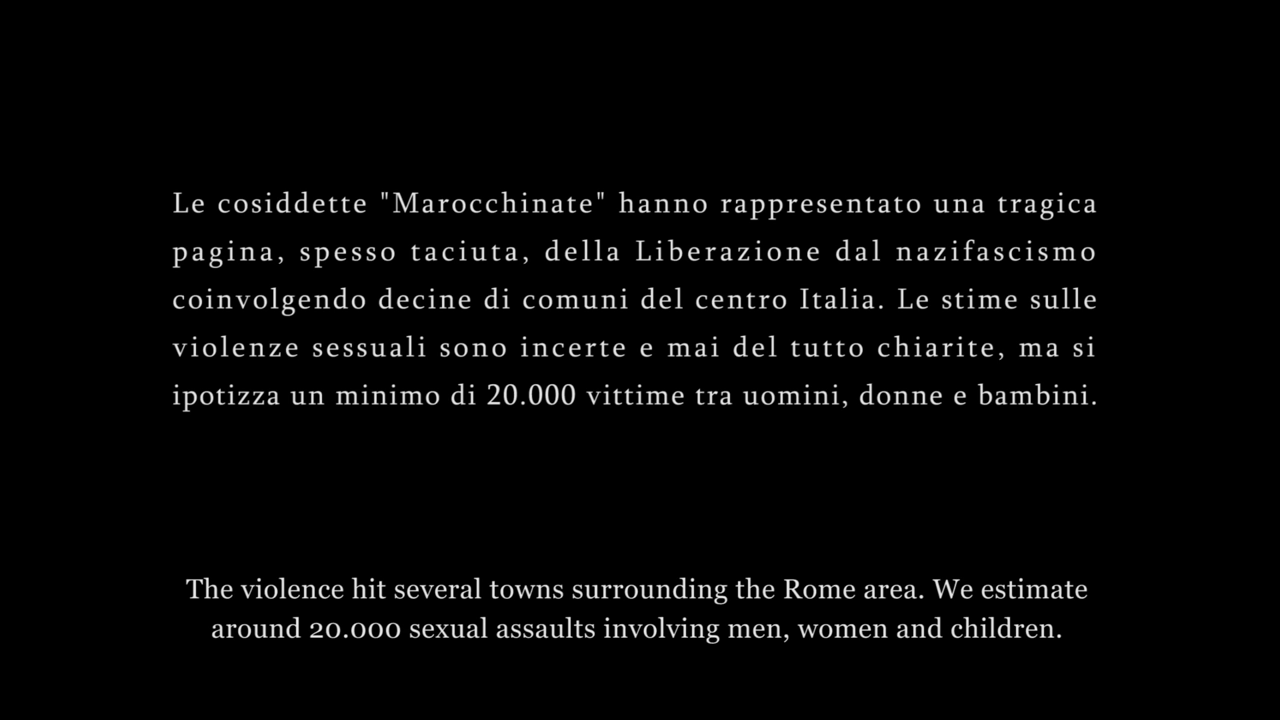 Le cosiddette "Marocchinate" hanno rappresentato una tragica
pagina, spesso taciuta, della Liberazione dal nazifascismo
coinvolgendo decine di comuni del centro Italia. Le stime sulle
violenze sessuali sono incerte e mai del tutto chiarite, ma si
ipotizza un minimo di 20.000 vittime tra uomini, donne e bambini.
The violence hit several towns surrounding the Rome area. We estimate
around 20.000 sexual assaults involving men, women and children.